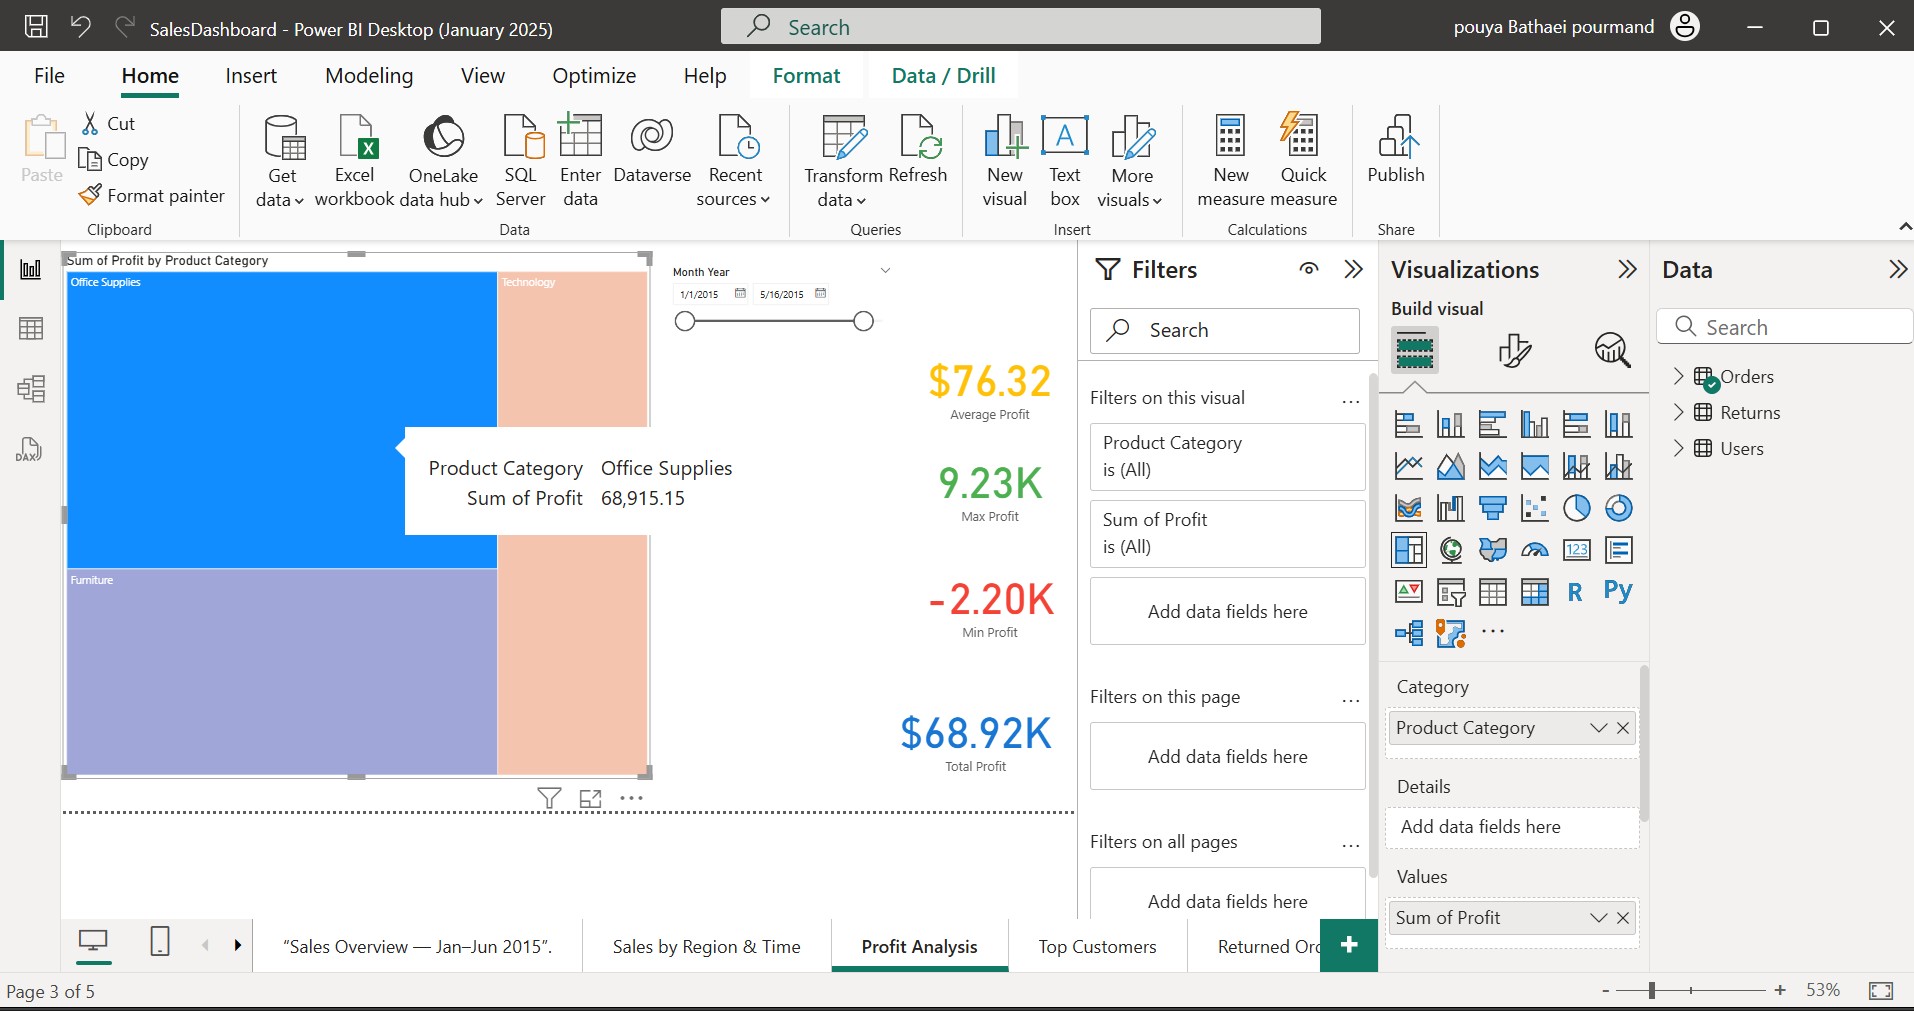 SalesDashboard - Power BI Desktop (January 2025)
Search
pouya Bathaei pourmand
File
Home
Insert
Modeling
View
Optimize
Help
Format
Data / Drill
Paste
Cut
Copy
Format painter
Clipboard
Get
data
Excel
workbook
OneLake
data hub
SQL
Server
Enter
data
Dataverse
Recent
sources
Data
Transform
data
Refresh
Queries
New
visual
Text
box
More
visuals
Insert
New
measure
Quick
measure
Calculations
Publish
Share
DAX
Sum of Profit by Product Category
Office Supplies
Technology
Furniture
Product Category Office Supplies
Sum of Profit 68,915.15
Month Year
1/1/2015 5/16/2015
$76.32
Average Profit
9.23K
Max Profit
-2.20K
Min Profit
$68.92K
Total Profit
Filters
Search
Filters on this visual
...
Product Category
is (All)
Sum of Profit
is (All)
Add data fields here
Filters on this page
...
Add data fields here
Filters on all pages
...
Add data fields here
Visualizations
Build visual
123
R
Py
...
Category
Product Category
Details
Add data fields here
Values
Sum of Profit
Data
Search
Orders
Returns
Users
“Sales Overview — Jan–Jun 2015”.
Sales by Region & Time
Profit Analysis
Top Customers
Returned Orc
+
Page 3 of 5
- + 53%